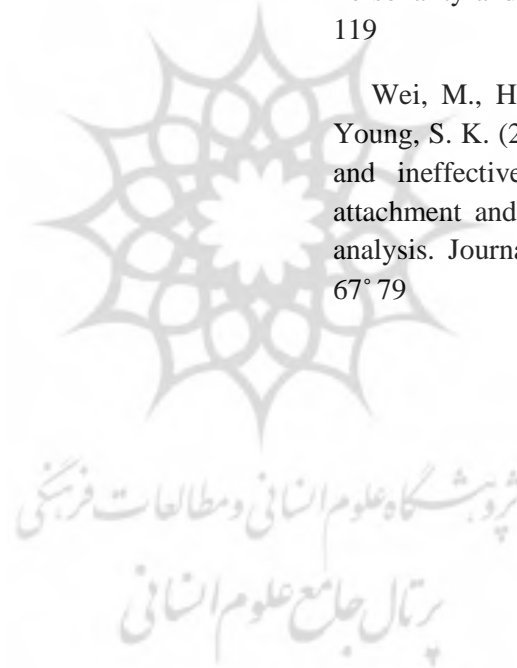 119
Wei, M., H
Young, S. K. (2
and ineffective
attachment and
analysis. Journa
67° 79
پژوهشگاه علوم انسانی و مطالعات فرهنگی
پرتال جامع علوم انسانی